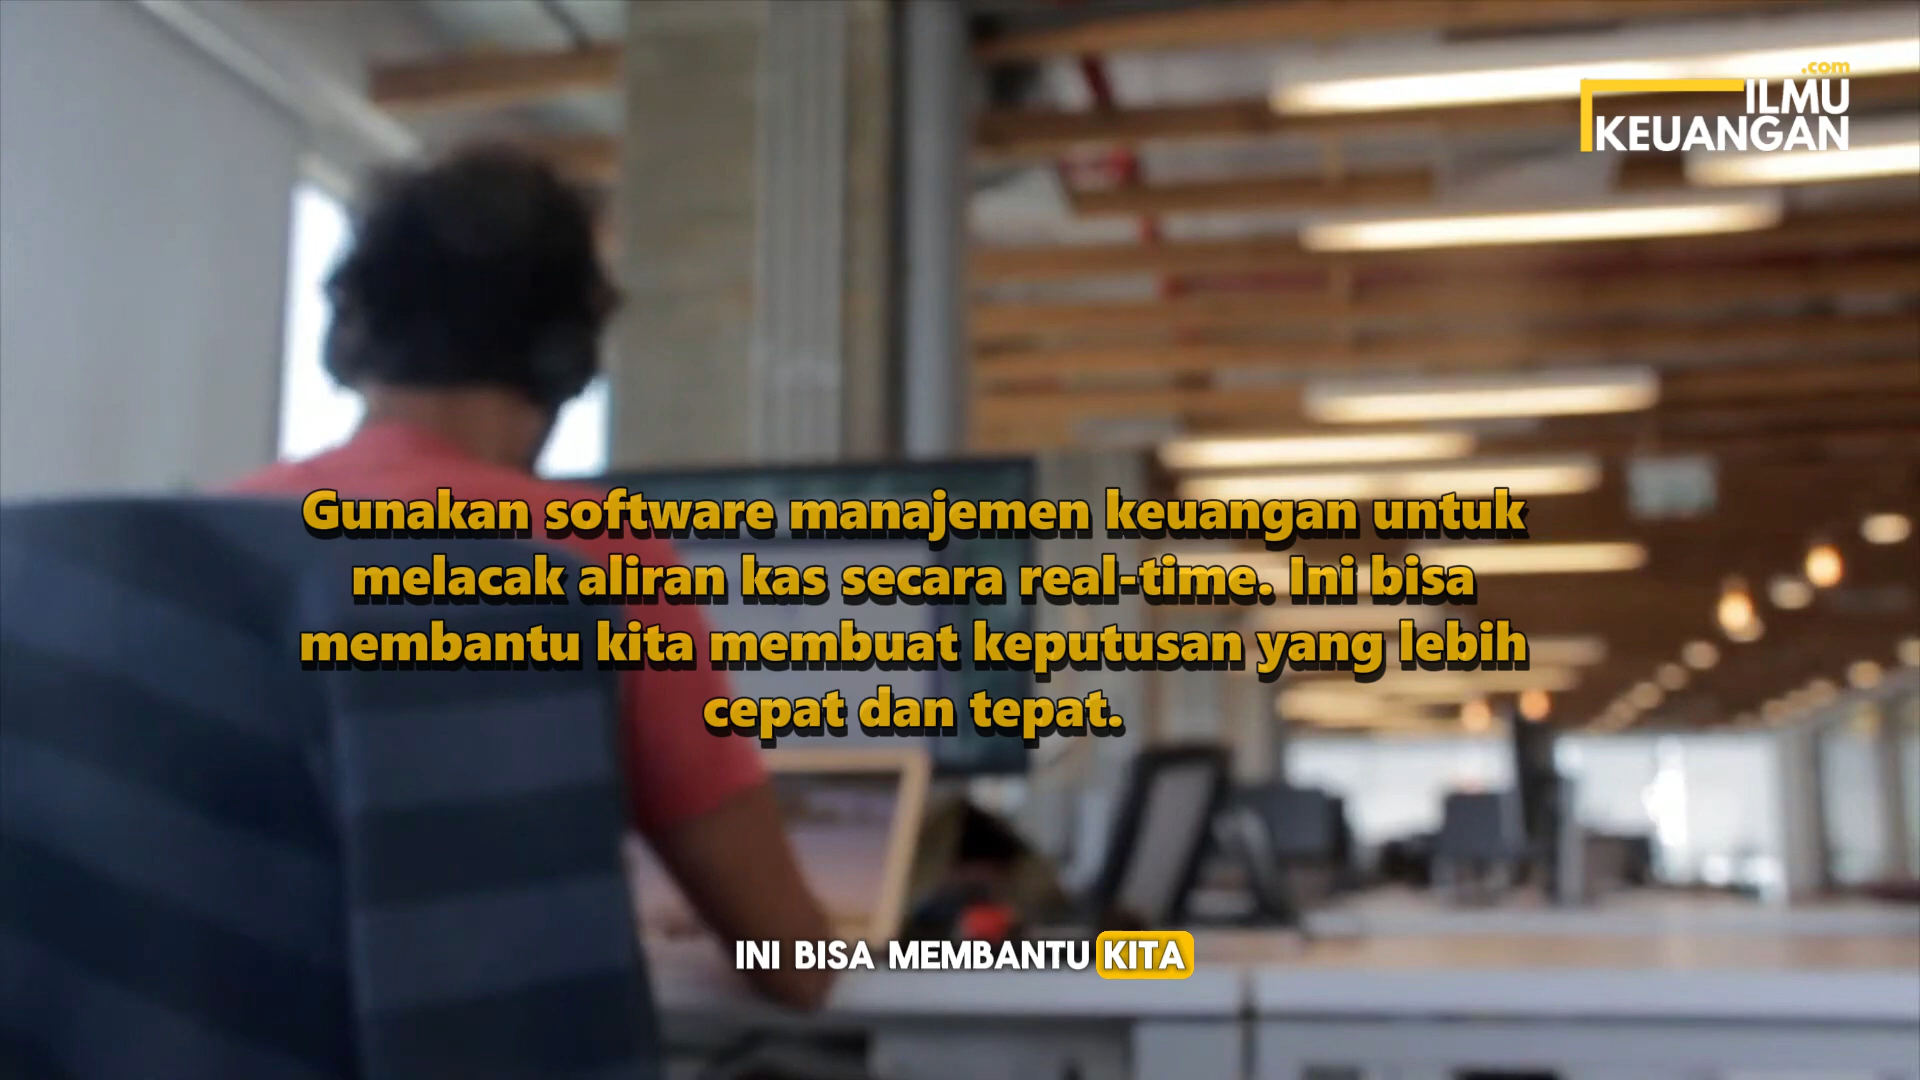 .com
ILMU
KEUANGAN
Gunakan software manajemen keuangan untuk
melacak aliran kas secara real-time. Ini bisa
membantu kita membuat keputusan yang lebih
cepat dan tepat.
INI BISA MEMBANTU KITA